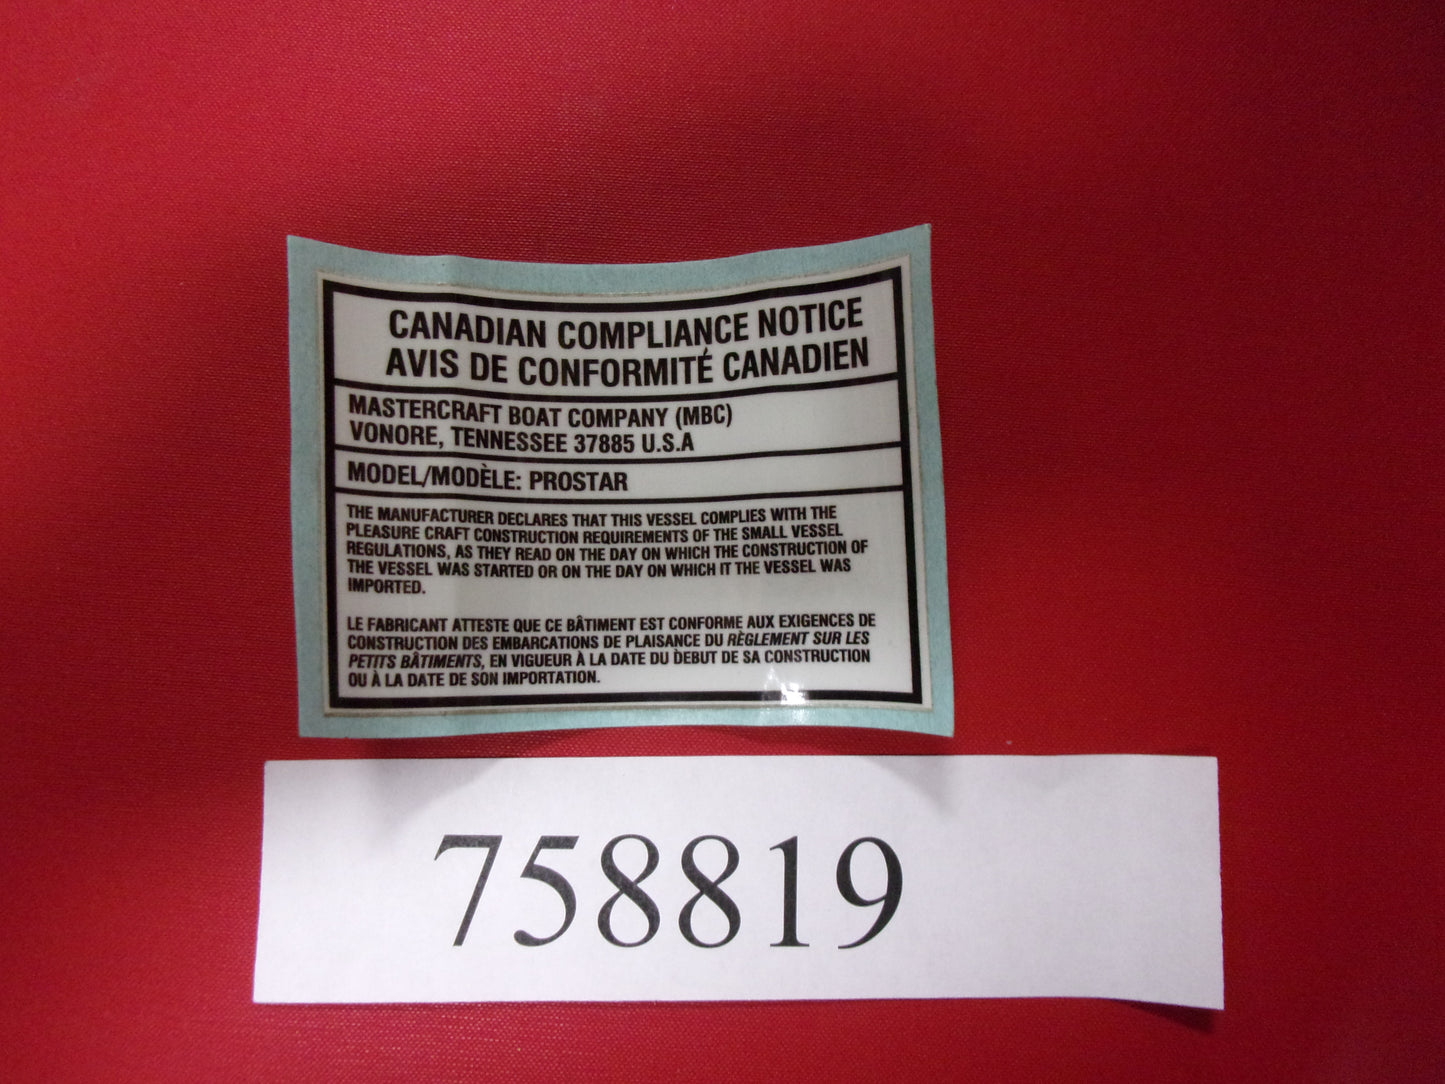 CANADIAN COMPLIANCE NOTICE
AVIS DE CONFORMITÉ CANADIEN
MASTERCRAFT BOAT COMPANY (MBC)
VONORE, TENNESSEE 37885 U.S.A
MODEL/MODÈLE: PROSTAR
THE MANUFACTURER DECLARES THAT THIS VESSEL COMPLIES WITH THE
PLEASURE CRAFT CONSTRUCTION REQUIREMENTS OF THE SMALL VESSEL
REGULATIONS, AS THEY READ ON THE DAY ON WHICH THE CONSTRUCTION OF
THE VESSEL WAS STARTED OR ON THE DAY ON WHICH IT THE VESSEL WAS
IMPORTED.
LE FABRICANT ATTESTE QUE CE BÂTIMENT EST CONFORME AUX EXIGENCES DE
CONSTRUCTION DES EMBARCATIONS DE PLAISANCE DU RÈGLEMENT SUR LES
PETITS BÂTIMENTS, EN VIGUEUR À LA DATE DU DEBUT DE SA CONSTRUCTION
OU À LA DATE DE SON IMPORTATION.
758819